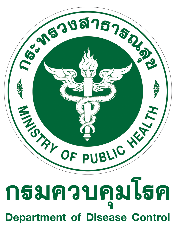 กระทรวงสาธารณสุข
MINISTRY OF PUBLIC HEALTH
กรมควบคุมโรค
Department of Disease Control